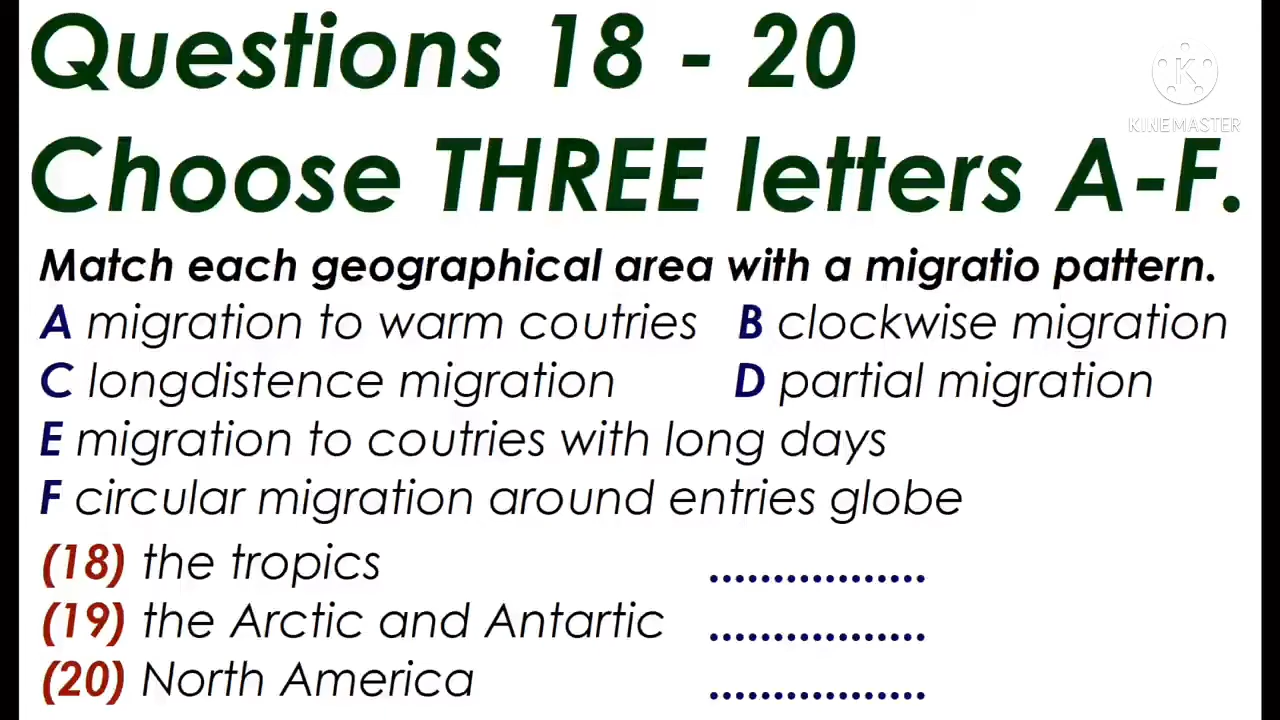 Questions 18 - 20
KINEMASTER
Choose THREE letters A-F.
Match each geographical area with a migratio pattern.
A migration to warm coutries B clockwise migration
C longdistence migration D partial migration
E migration to coutries with long days
F circular migration around entries globe
(18) the tropics .................
(19) the Arctic and Antartic .................
(20) North America .................